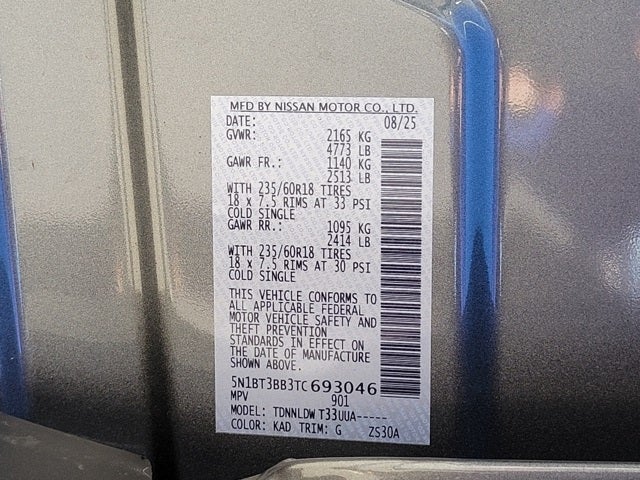 MFD BY NISSAN MOTOR CO., LTD.
DATE: 08/25
GVWR: 2165 KG
4773 LB
GAWR FR.: 1140 KG
2513 LB
WITH 235/60R18 TIRES
18 x 7.5 RIMS AT 33 PSI
COLD SINGLE
GAWR RR.: 1095 KG
2414 LB
WITH 235/60R18 TIRES
18 x 7.5 RIMS AT 30 PSI
COLD SINGLE
THIS VEHICLE CONFORMS TO
ALL APPLICABLE FEDERAL
MOTOR VEHICLE SAFETY AND
THEFT PREVENTION
STANDARDS IN EFFECT ON
THE DATE OF MANUFACTURE
SHOWN ABOVE.
5N1BT3BB3TC693046
MPV 901
MODEL: TDNNLDW T33UUA-----
COLOR: KAD TRIM: G ZS30A